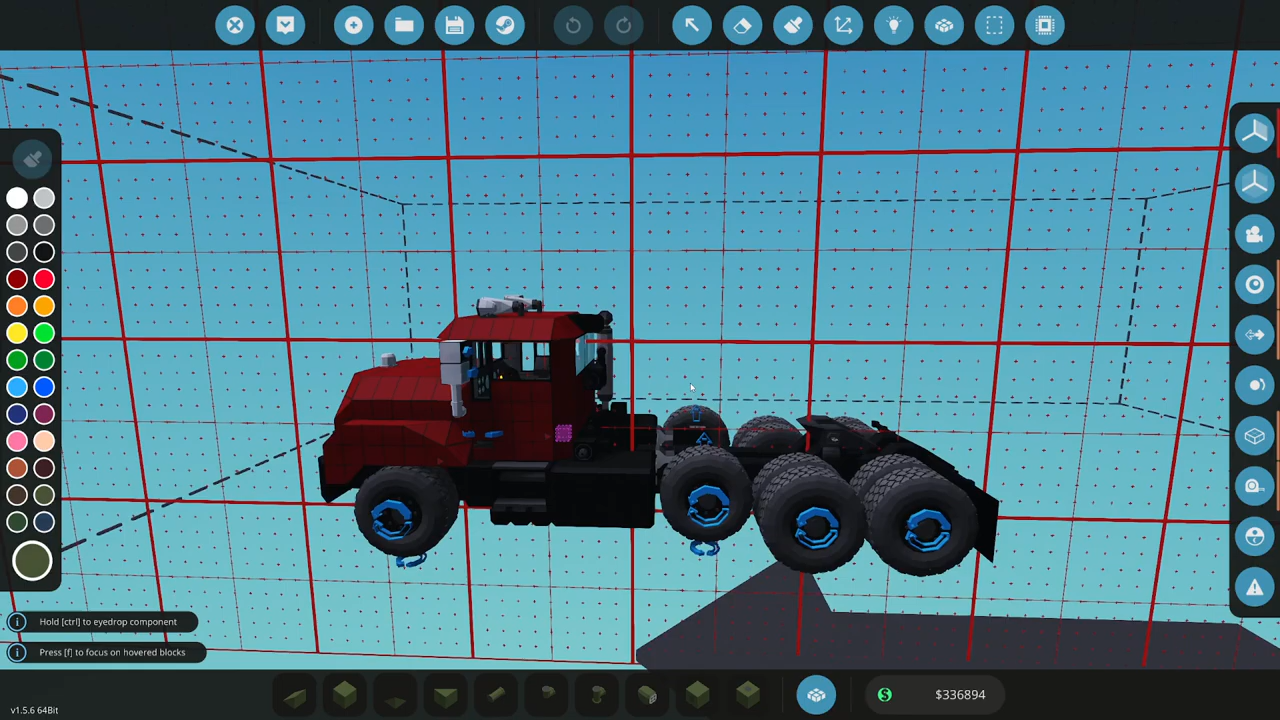 Hold [ctrl] to eyedrop component
Press [f] to focus on hovered blocks
$336894
v1.5.6 64Bit